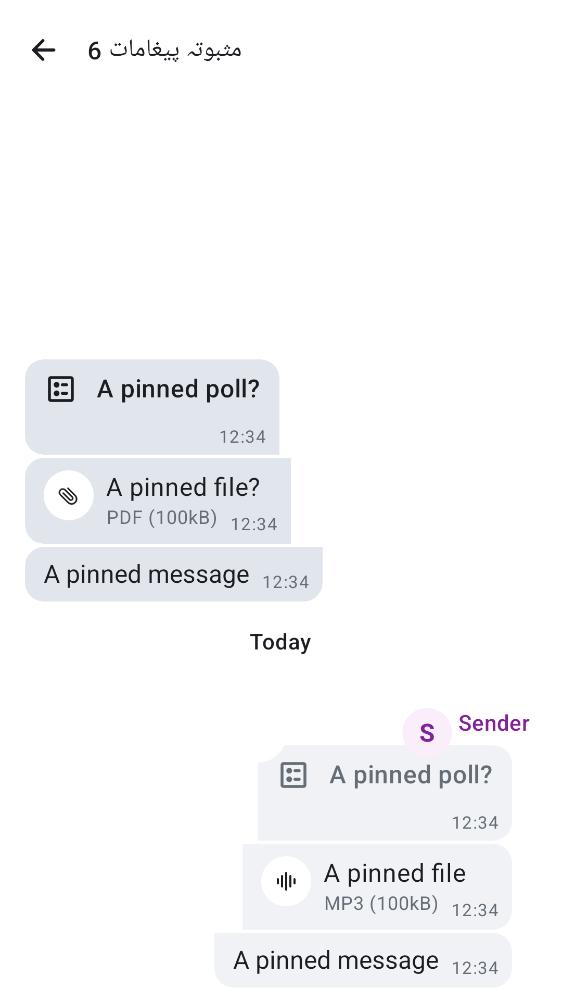 6 مثبوتہ پیغامات
A pinned poll?
12:34
A pinned file?
PDF (100kB) 12:34
A pinned message 12:34
Today
S Sender
A pinned poll?
12:34
A pinned file
MP3 (100kB) 12:34
A pinned message 12:34